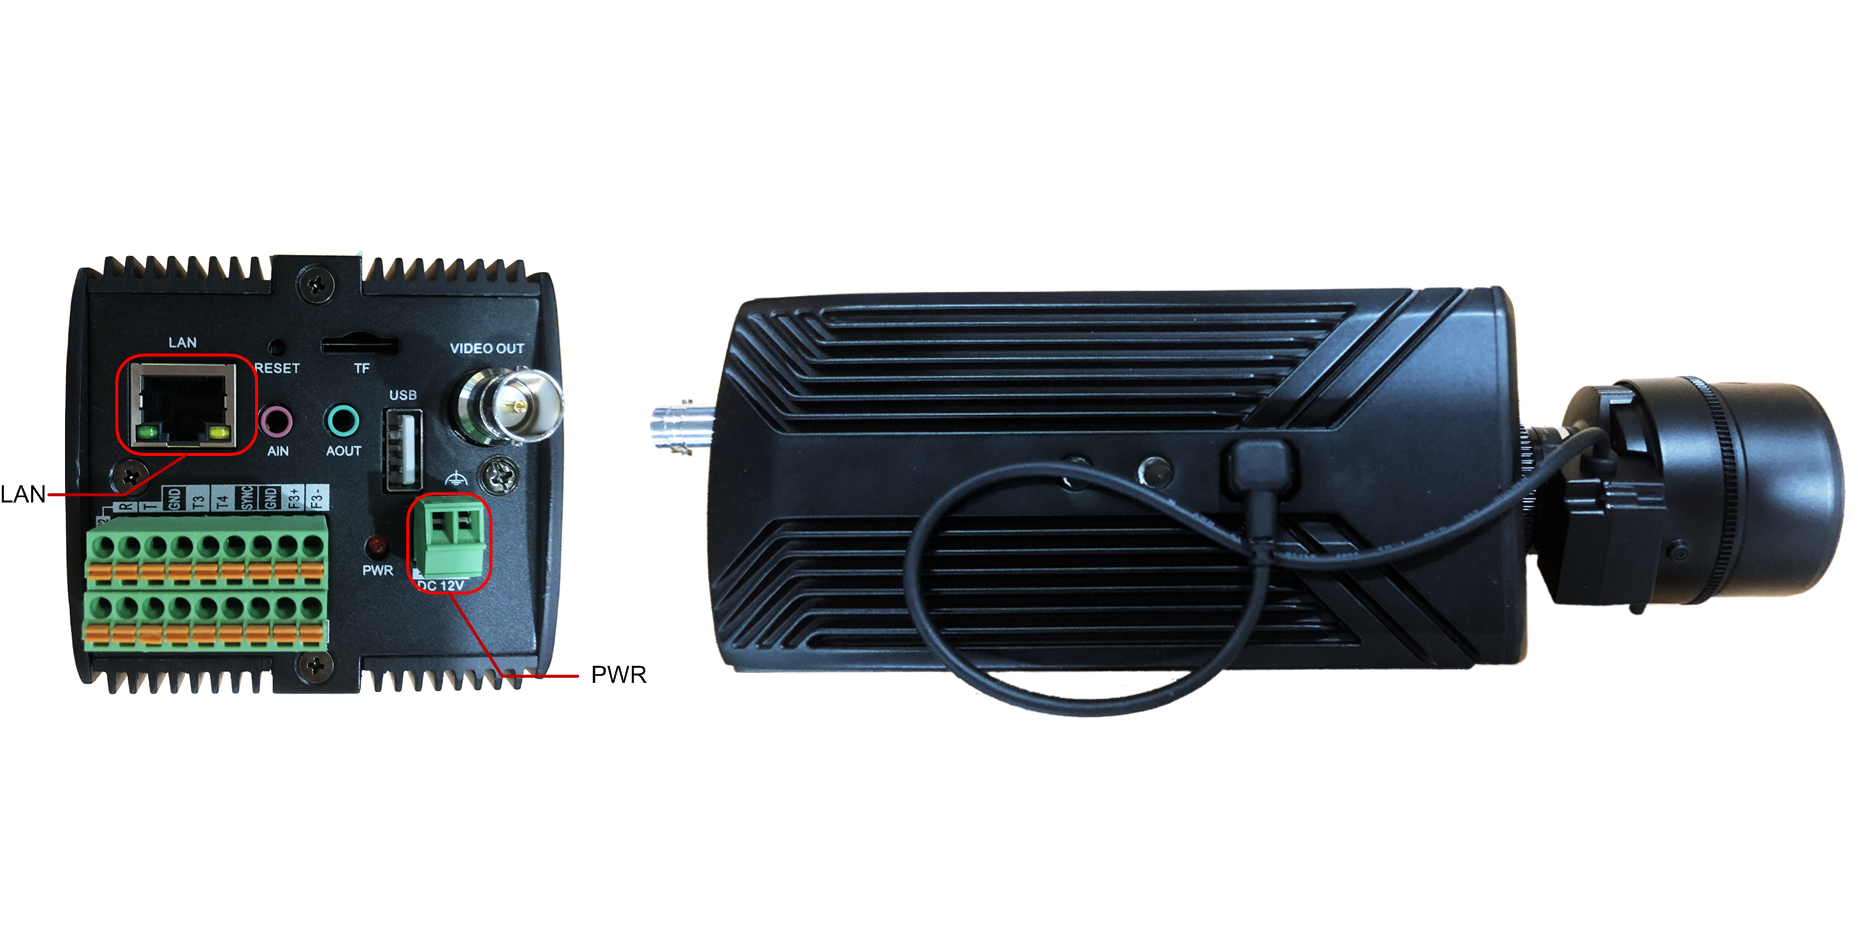 LAN
RESET
TF
VIDEO OUT
USB
AIN
AOUT
LAN
R
T
GND
T3
T4
SYNC
GND
F3+
F3-
PWR
DC 12V
PWR